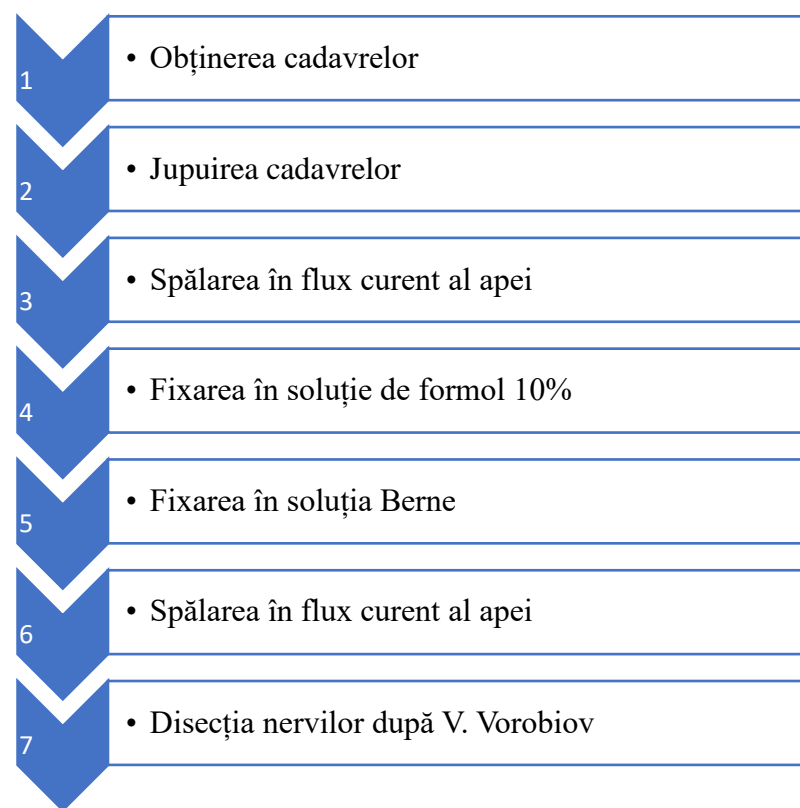 1 • Obținerea cadavrelor
2 • Jupuirea cadavrelor
3 • Spălarea în flux curent al apei
4 • Fixarea în soluție de formol 10%
5 • Fixarea în soluția Berne
6 • Spălarea în flux curent al apei
7 • Disecția nervilor după V. Vorobiov